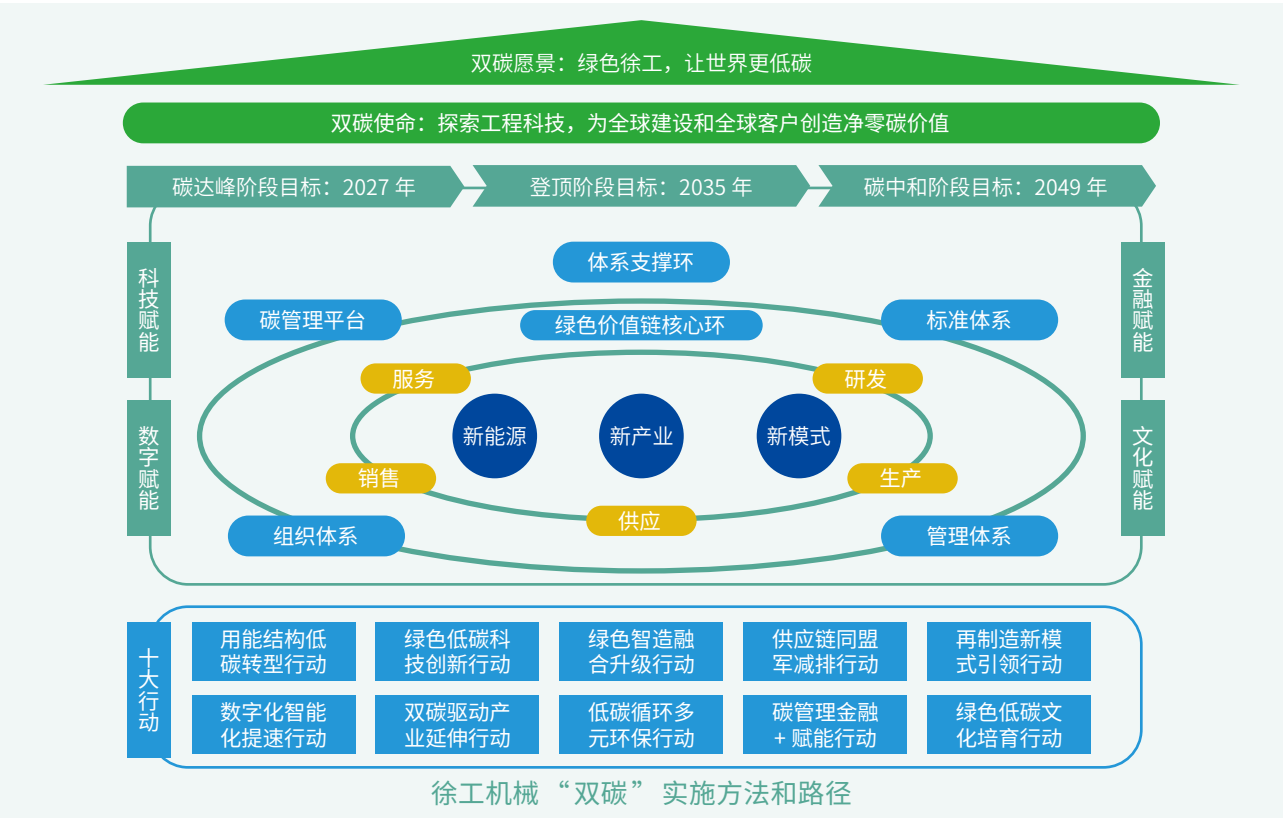 双碳愿景：绿色徐工，让世界更低碳
双碳使命：探索工程科技，为全球建设和全球客户创造净零碳价值
碳达峰阶段目标：2027 年
登顶阶段目标：2035 年
碳中和阶段目标：2049 年
科技赋能
数字赋能
金融赋能
文化赋能
体系支撑环
碳管理平台
标准体系
绿色价值链核心环
服务
研发
新能源
新产业
新模式
销售
生产
供应
组织体系
管理体系
十大行动
用能结构低
碳转型行动
绿色低碳科
技创新行动
绿色智造融
合升级行动
供应链同盟
军减排行动
再制造新模
式引领行动
数字化智能
化提速行动
双碳驱动产
业延伸行动
低碳循环多
元环保行动
碳管理金融
+ 赋能行动
绿色低碳文
化培育行动
徐工机械“双碳”实施方法和路径